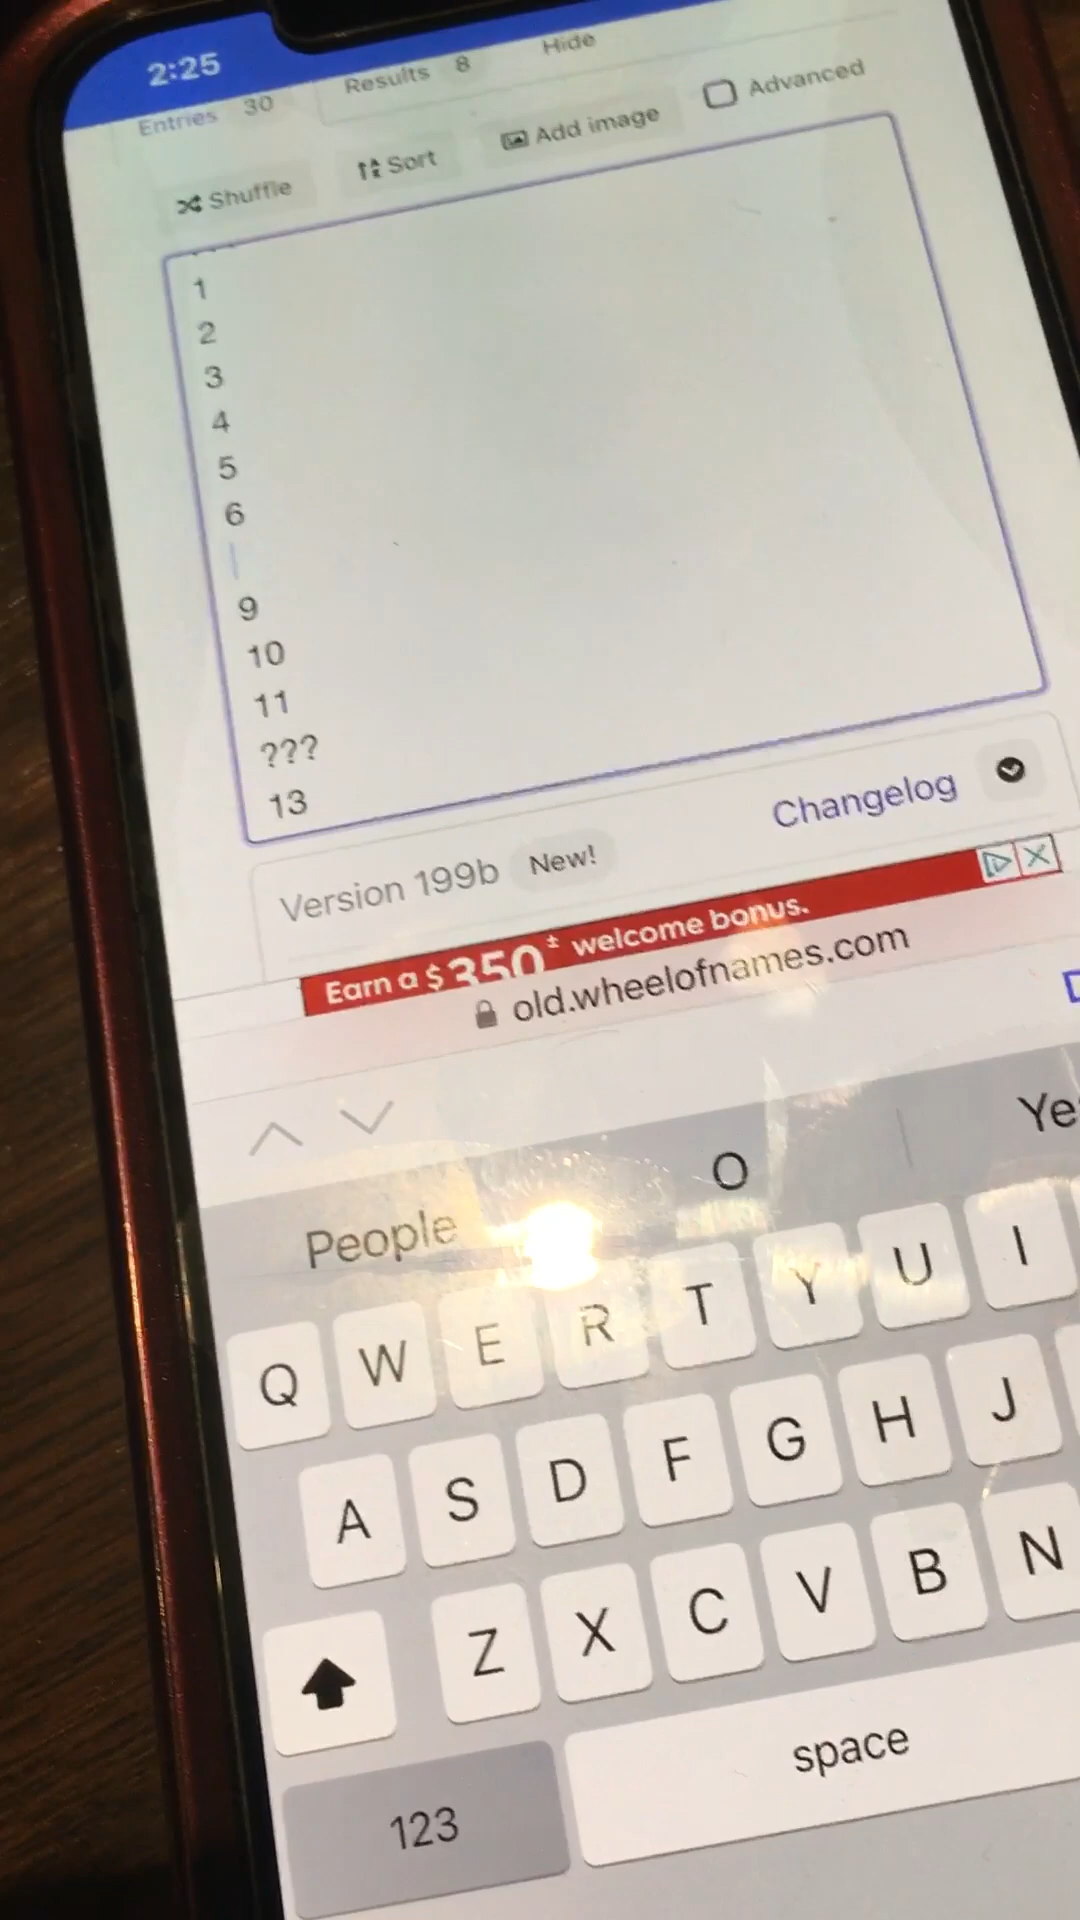 2:25
Entries 30 Results 8 Hide
Shuffle Sort Add image Advanced
1
2
3
4
5
6
9
10
11
???
13
Version 199b New! Changelog
Earn a $350± welcome bonus.
old.wheelofnames.com
People O
Q W E R T Y U I
A S D F G H J
Z X C V B N
123 space